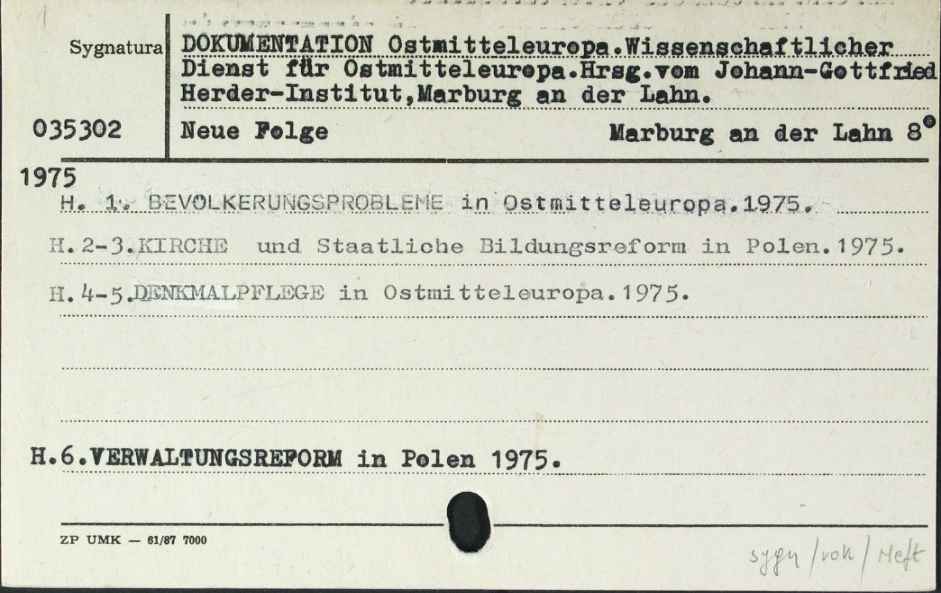 Sygnatura
DOKUMENTATION Ostmitteleuropa.Wissenschaftlicher
Dienst für Ostmitteleuropa.Hrsg.vom Johann-Gottfried
Herder-Institut,Marburg an der Lahn.
035302 Neue Folge Marburg an der Lahn 8°
1975
H. 1. BEVOLKERUNGSPROBLEME in Ostmitteleuropa.1975.
H.2-3.KIRCHE und Staatliche Bildungsreform in Polen.1975.
H.4-5.DENKMALPFLEGE in Ostmitteleuropa.1975.
H.6.VERWALTUNGSREFORM in Polen 1975.
ZP UMK — 61/87 7000
sygn/rok/Heft